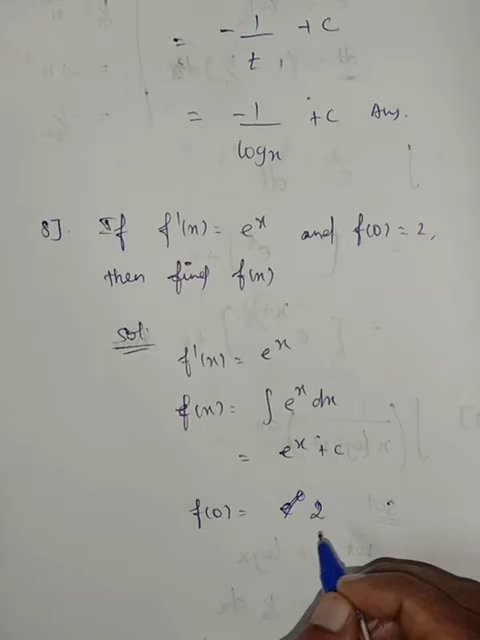 = -1/t + c
= -1/logx + c Ans.
8]. If f'(x) = e^x and f(0) = 2,
then find f(x)
sol:
f'(x) = e^x
f(x) = ∫ e^x dx
= e^x + c
f(0) = 2